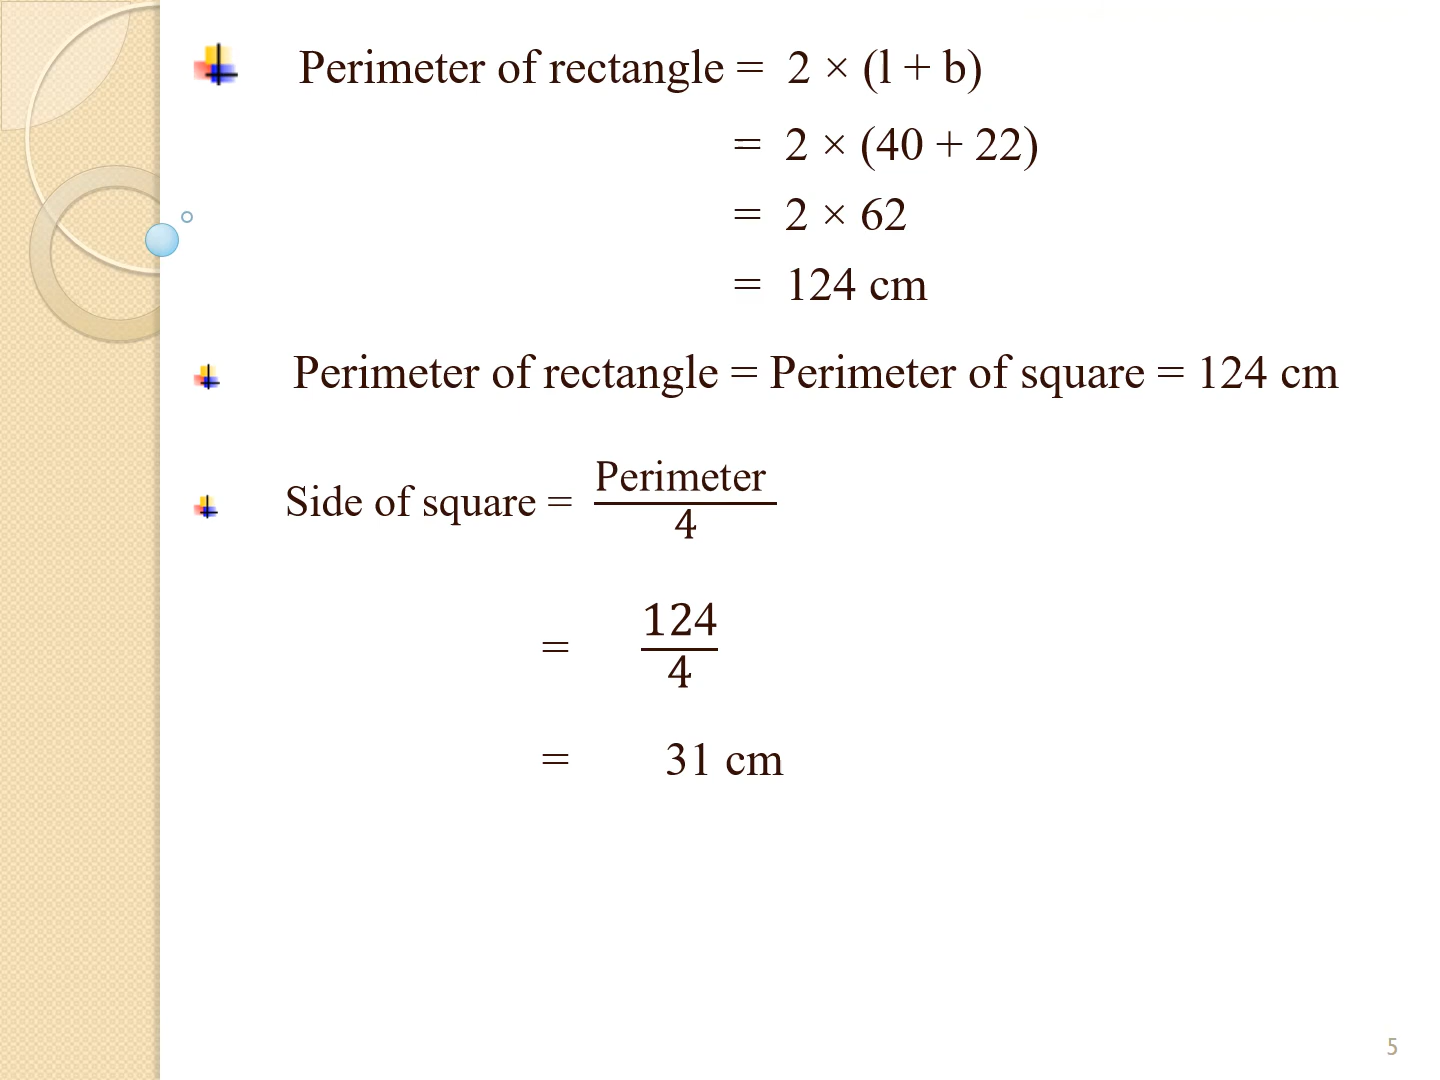 Perimeter of rectangle = 2 × (l + b)
= 2 × (40 + 22)
= 2 × 62
= 124 cm
Perimeter of rectangle = Perimeter of square = 124 cm
Side of square = Perimeter / 4
= 124 / 4
= 31 cm
5